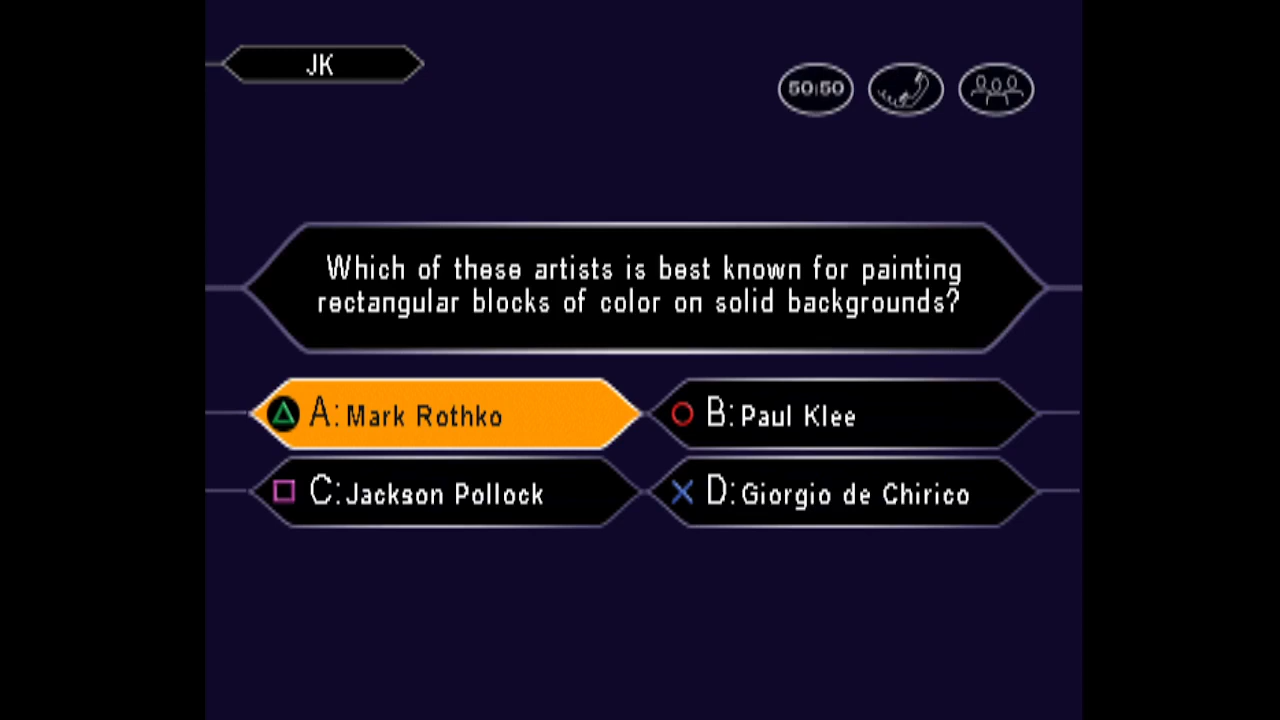 JK
50:50
Which of these artists is best known for painting
rectangular blocks of color on solid backgrounds?
A: Mark Rothko
B: Paul Klee
C: Jackson Pollock
D: Giorgio de Chirico